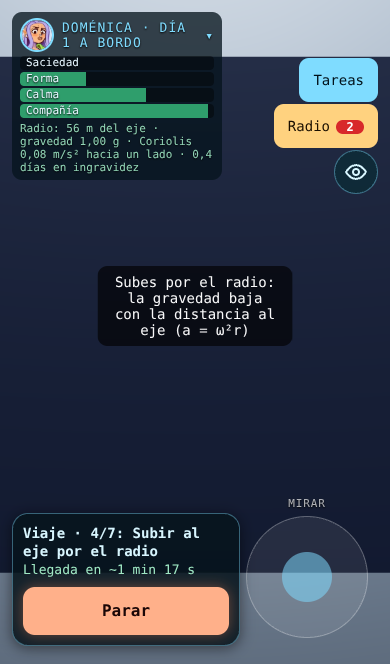 DOMÉNICA · DÍA
1 A BORDO
▼
Saciedad
Forma
Calma
Compañía
Radio: 56 m del eje ·
gravedad 1,00 g · Coriolis
0,08 m/s² hacia un lado · 0,4
días en ingravidez
Tareas
Radio 2
Subes por el radio:
la gravedad baja
con la distancia al
eje (a = ω²r)
MIRAR
Viaje · 4/7: Subir al
eje por el radio
Llegada en ~1 min 17 s
Parar